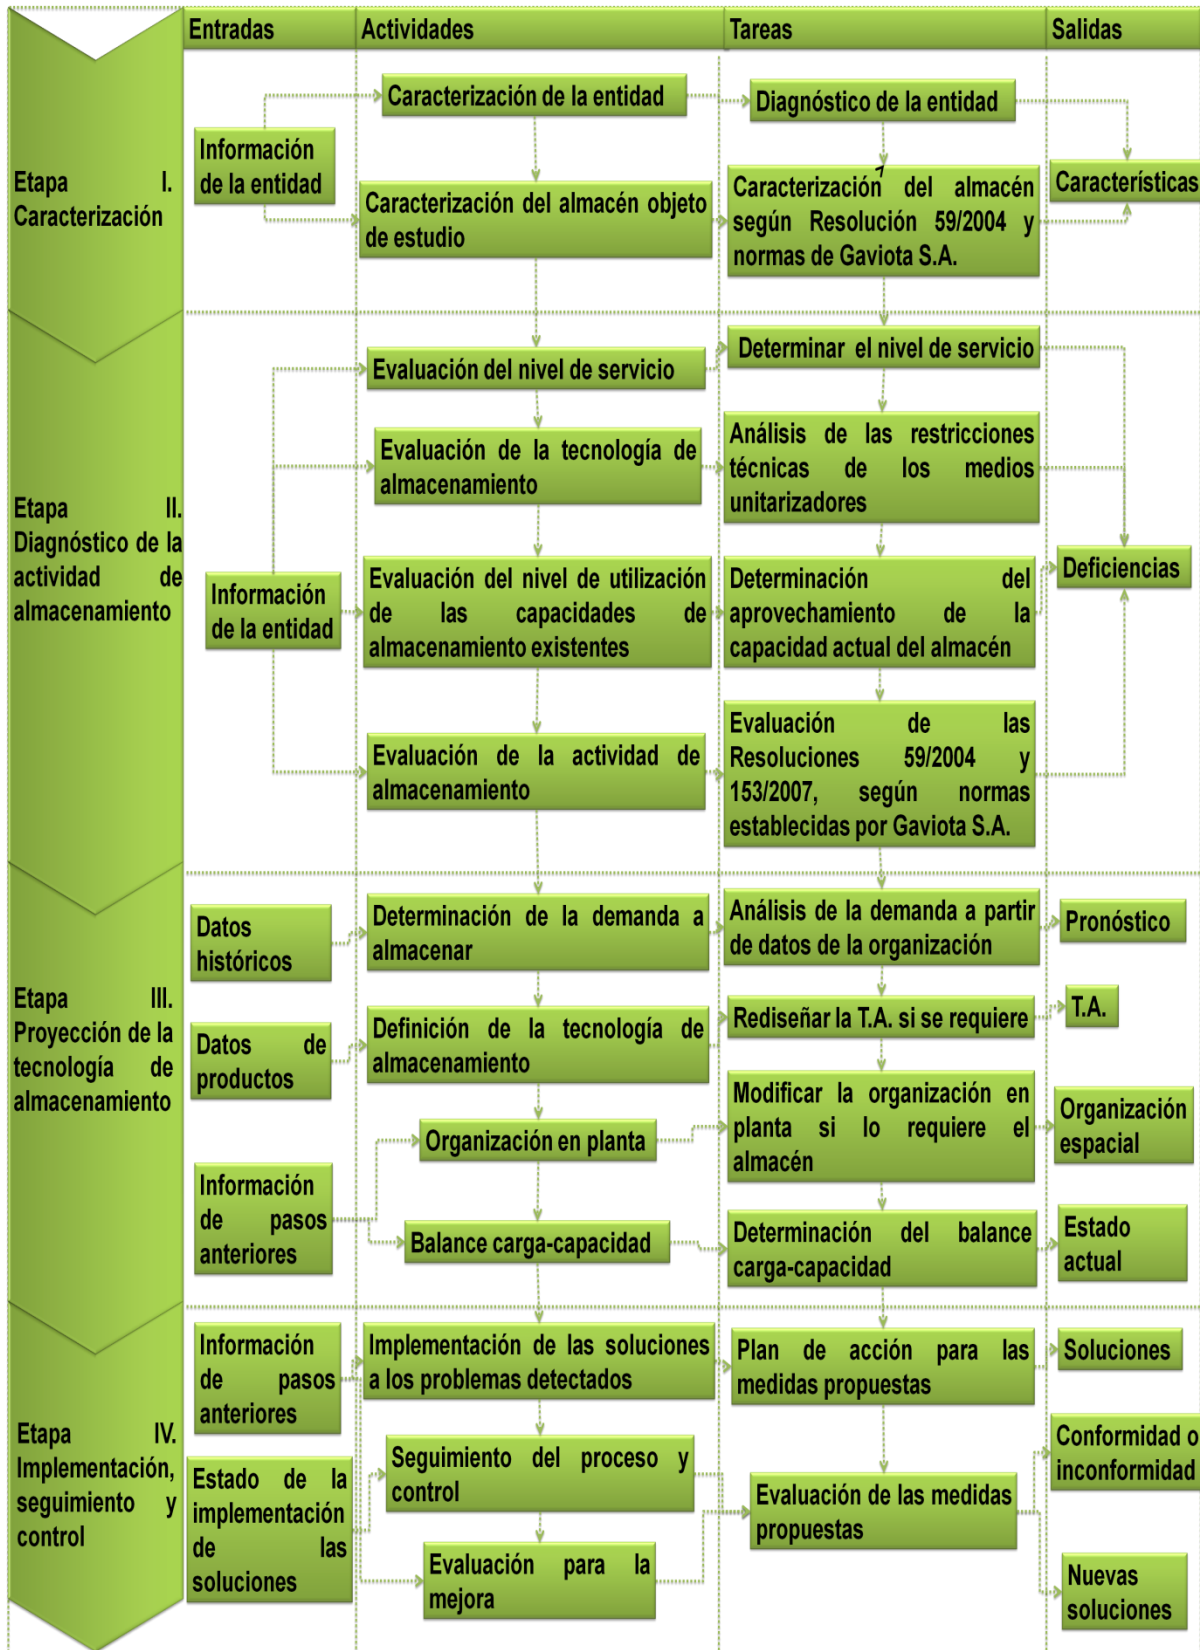 Entradas
Actividades
Tareas
Salidas
Etapa I.
Caracterización
Información
de la entidad
Caracterización de la entidad
Caracterización del almacén objeto
de estudio
Diagnóstico de la entidad
Caracterización del almacén
según Resolución 59/2004 y
normas de Gaviota S.A.
Características
Etapa II.
Diagnóstico de la
actividad de
almacenamiento
Información
de la entidad
Evaluación del nivel de servicio
Evaluación de la tecnología de
almacenamiento
Evaluación del nivel de utilización
de las capacidades de
almacenamiento existentes
Evaluación de la actividad de
almacenamiento
Determinar el nivel de servicio
Análisis de las restricciones
técnicas de los medios
unitarizadores
Determinación del
aprovechamiento de la
capacidad actual del almacén
Evaluación de las
Resoluciones 59/2004 y
153/2007, según normas
establecidas por Gaviota S.A.
Deficiencias
Etapa III.
Proyección de la
tecnología de
almacenamiento
Datos
históricos
Datos de
productos
Información
de pasos
anteriores
Determinación de la demanda a
almacenar
Definición de la tecnología de
almacenamiento
Organización en planta
Balance carga-capacidad
Análisis de la demanda a partir
de datos de la organización
Rediseñar la T.A. si se requiere
Modificar la organización en
planta si lo requiere el
almacén
Determinación del balance
carga-capacidad
Pronóstico
T.A.
Organización
espacial
Estado
actual
Etapa IV.
Implementación,
seguimiento y
control
Información
de pasos
anteriores
Estado de la
implementación
de las
soluciones
Implementación de las soluciones
a los problemas detectados
Seguimiento del proceso y
control
Evaluación para la
mejora
Plan de acción para las
medidas propuestas
Evaluación de las medidas
propuestas
Soluciones
Conformidad o
inconformidad
Nuevas
soluciones